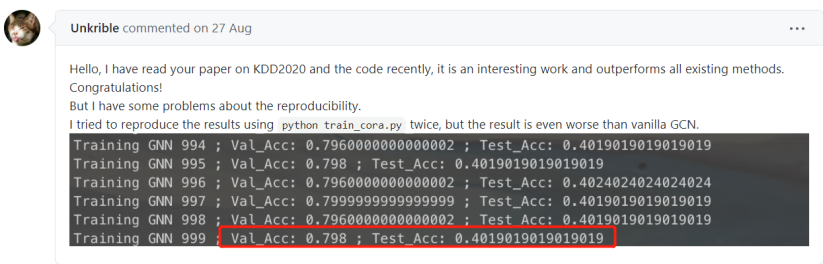 Unkrible commented on 27 Aug
...
Hello, I have read your paper on KDD2020 and the code recently, it is an interesting work and outperforms all existing methods.
Congratulations!
But I have some problems about the reproducibility.
I tried to reproduce the results using python train_cora.py twice, but the result is even worse than vanilla GCN.
Training GNN 994 ; Val_Acc: 0.7960000000000002 ; Test_Acc: 0.4019019019019019
Training GNN 995 ; Val_Acc: 0.798 ; Test_Acc: 0.4019019019019019
Training GNN 996 ; Val_Acc: 0.7960000000000002 ; Test_Acc: 0.4024024024024024
Training GNN 997 ; Val_Acc: 0.7999999999999999 ; Test_Acc: 0.4019019019019019
Training GNN 998 ; Val_Acc: 0.7960000000000002 ; Test_Acc: 0.4019019019019019
Training GNN 999 ; Val_Acc: 0.798 ; Test_Acc: 0.4019019019019019